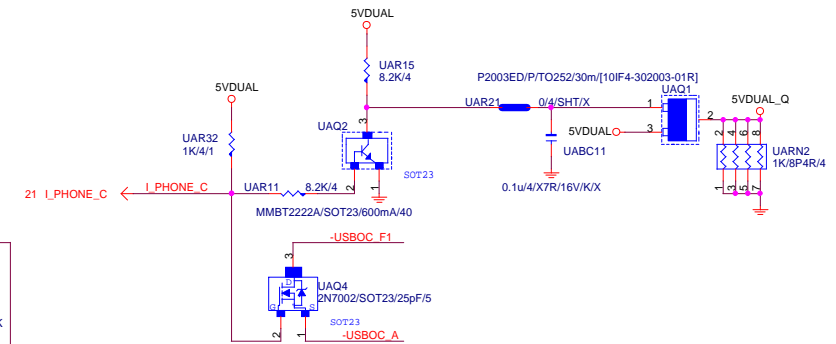 5VDUAL
UAR15
8.2K/4
P2003ED/P/TO252/30m/[10IF4-302003-01R]
5VDUAL
UAR21
0/4/SHT/X
UAQ1
1
2
3
5VDUAL_Q
UAR32
1K/4/1
UAQ2
3
5VDUAL
UABC11
2
4
6
8
UARN2
1K/8P4R/4
SOT23
21
I_PHONE_C
I_PHONE_C
UAR11
8.2K/4
2
1
0.1u/4/X7R/16V/K/X
1
3
5
7
MMBT2222A/SOT23/600mA/40
-USBOC_F1
3
D
G
S
UAQ4
2N7002/SOT23/25pF/5
SOT23
2
1
-USBOC_A
K